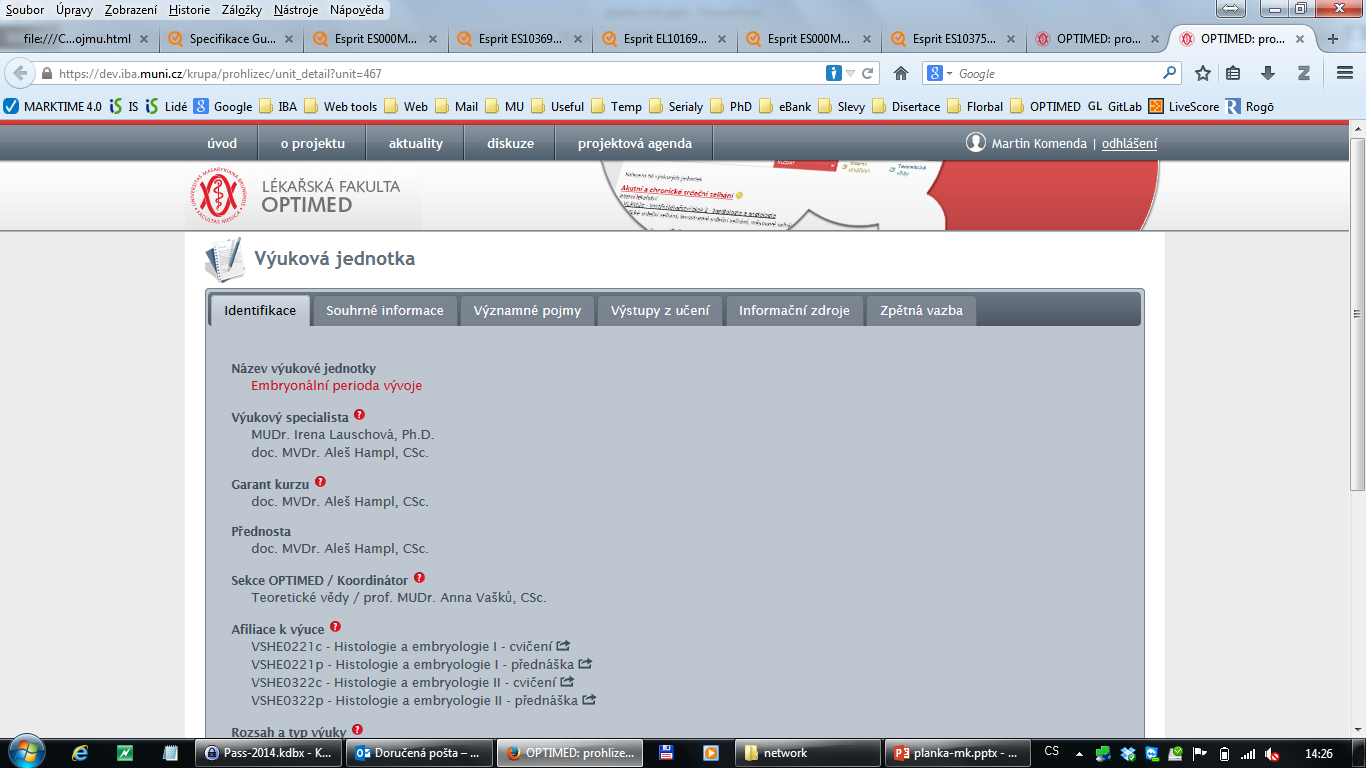 Soubor Úpravy Zobrazení Historie Záložky Nástroje Nápověda
file:///C...ojmu.html Specifikace Gu... Esprit ES000M... Esprit ES10369... Esprit EL10169... Esprit ES000M... Esprit ES10375... OPTIMED: pro... OPTIMED: pro...
https://dev.iba.muni.cz/krupa/prohlizec/unit_detail?unit=467 Google
MARKTIME 4.0 IS Lidé Google IBA Web tools Web Mail MU Useful Temp Serialy PhD eBank Slevy Disertace Florbal OPTIMED GL GitLab LiveScore Rogō
úvod o projektu aktuality diskuze projektová agenda Martin Komenda | odhlášení
HLEDAT
Akutní a chronické srdeční selhání
LÉKAŘSKÁ FAKULTA
OPTIMED
Výuková jednotka
Identifikace Souhrné informace Významné pojmy Výstupy z učení Informační zdroje Zpětná vazba
Název výukové jednotky
Embryonální perioda vývoje
Výukový specialista
MUDr. Irena Lauschová, Ph.D.
doc. MVDr. Aleš Hampl, CSc.
Garant kurzu
doc. MVDr. Aleš Hampl, CSc.
Přednosta
doc. MVDr. Aleš Hampl, CSc.
Sekce OPTIMED / Koordinátor
Teoretické vědy / prof. MUDr. Anna Vašků, CSc.
Afiliace k výuce
VSHE0221c - Histologie a embryologie I - cvičení
VSHE0221p - Histologie a embryologie I - přednáška
VSHE0322c - Histologie a embryologie II - cvičení
VSHE0322p - Histologie a embryologie II - přednáška
Rozsah a typ výuky
Pass-2014.kdbx - K... Doručená pošta – ... OPTIMED: prohlíze... network planka-mk.pptx - ... CS 14:26